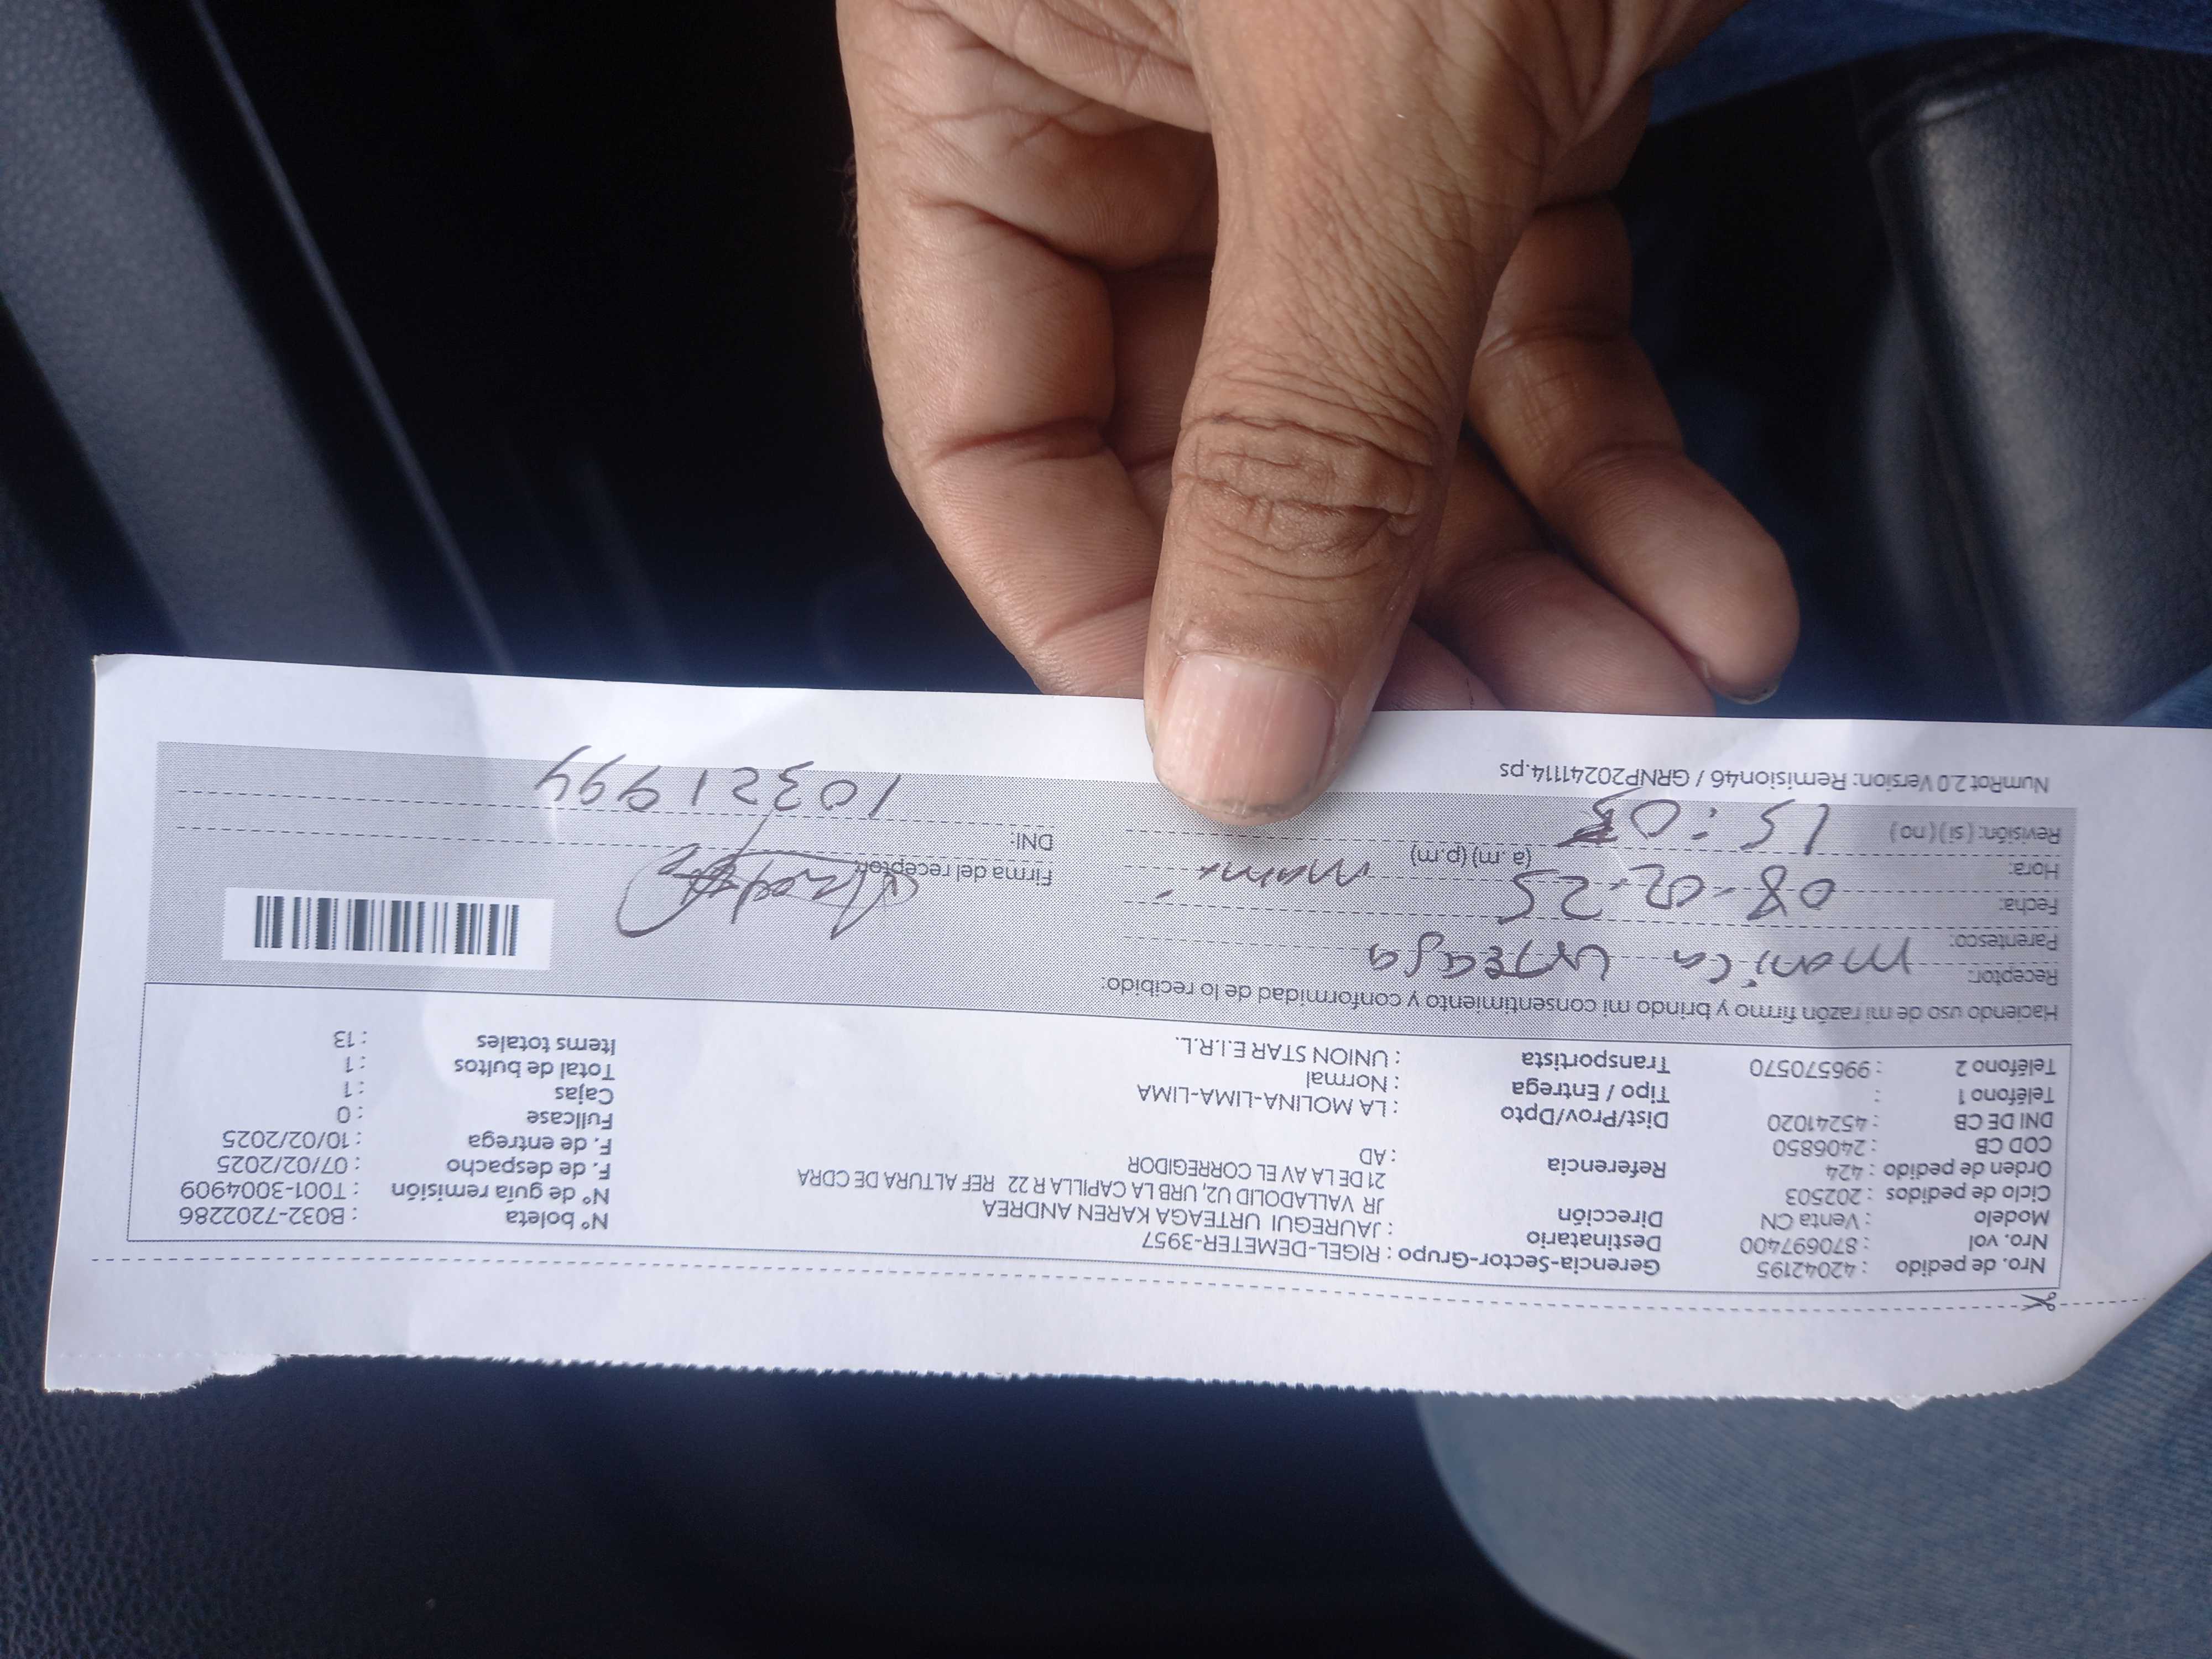 Nro. de pedido : 42042195
Nro. vol : 870697400
Modelo : Venta CN
Ciclo de pedidos : 202503
Orden de pedido : 424
COD CB : 2406850
DNI DE CB : 45241020
Teléfono 1 :
Teléfono 2 : 996570570
Gerencia-Sector-Grupo : RIGEL-DEMETER-3957
Destinatario : JAUREGUI URTEAGA KAREN ANDREA
Dirección JR VALLADOLID U2, URB LA CAPILLA R 22 REF ALTURA DE CDRA
21 DE LA AV EL CORREGIDOR
Referencia : AD
Dist/Prov/Dpto : LA MOLINA-LIMA-LIMA
Tipo / Entrega : Normal
Transportista : UNION STAR E.I.R.L.
N° boleta : B032-7202286
N° de guía remisión : T001-3004909
F. de despacho : 07/02/2025
F. de entrega : 10/02/2025
Fullcase : 0
Cajas : 1
Total de bultos : 1
Items totales : 13
Haciendo uso de mi razón firmo y brindo mi consentimiento y conformidad de lo recibido:
Receptor: Urteaga
Parentesco: mama
Fecha: 08-02-25
Hora: (a.m) (p.m)
Revisión: (si) (no) 15:03
Firma del receptor
DNI: 10321994
NumRot 2.0 Version: Remision46 / GRNP20241114.ps